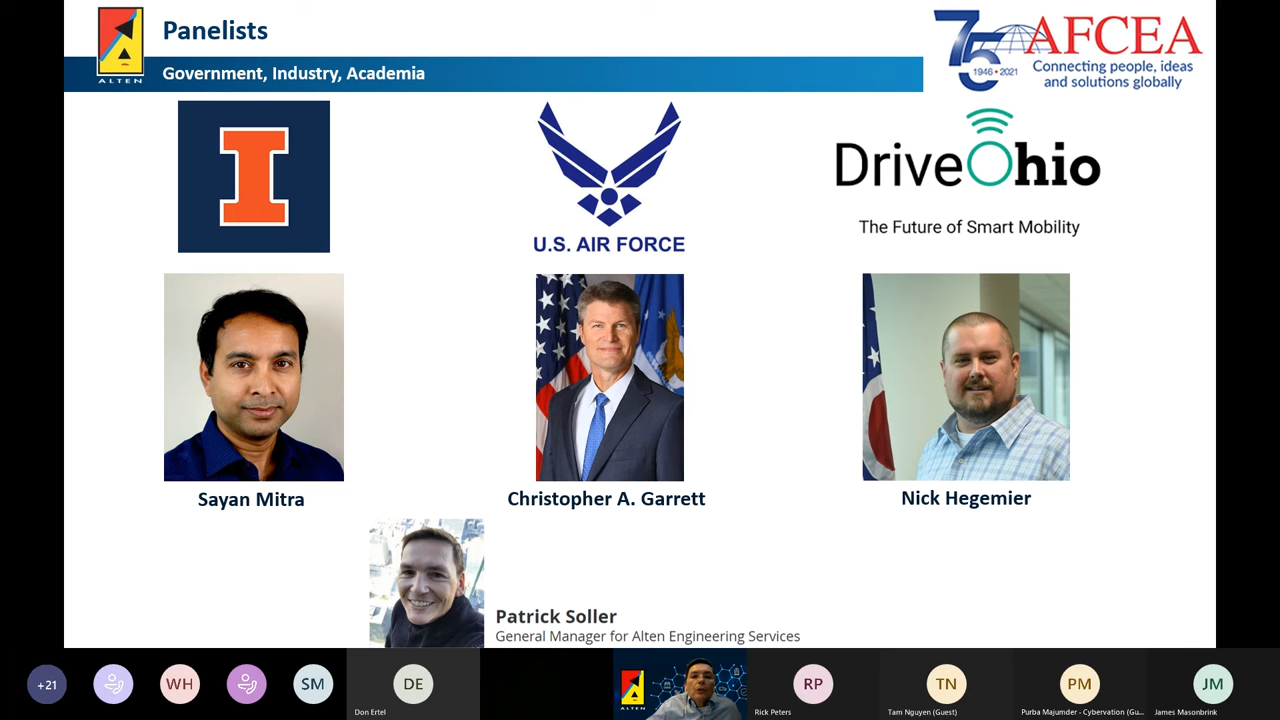 Panelists
Government, Industry, Academia
ALTEN
75
1946 • 2021
AFCEA
Connecting people, ideas
and solutions globally
I
U.S. AIR FORCE
DriveOhio
The Future of Smart Mobility
Sayan Mitra
Christopher A. Garrett
Nick Hegemier
Patrick Soller
General Manager for Alten Engineering Services
+21
WH
SM
DE
Don Ertel
ALTEN
RP
Rick Peters
TN
Tam Nguyen (Guest)
PM
Purba Majumder - Cybervation (Gu...
JM
James Masonbrink